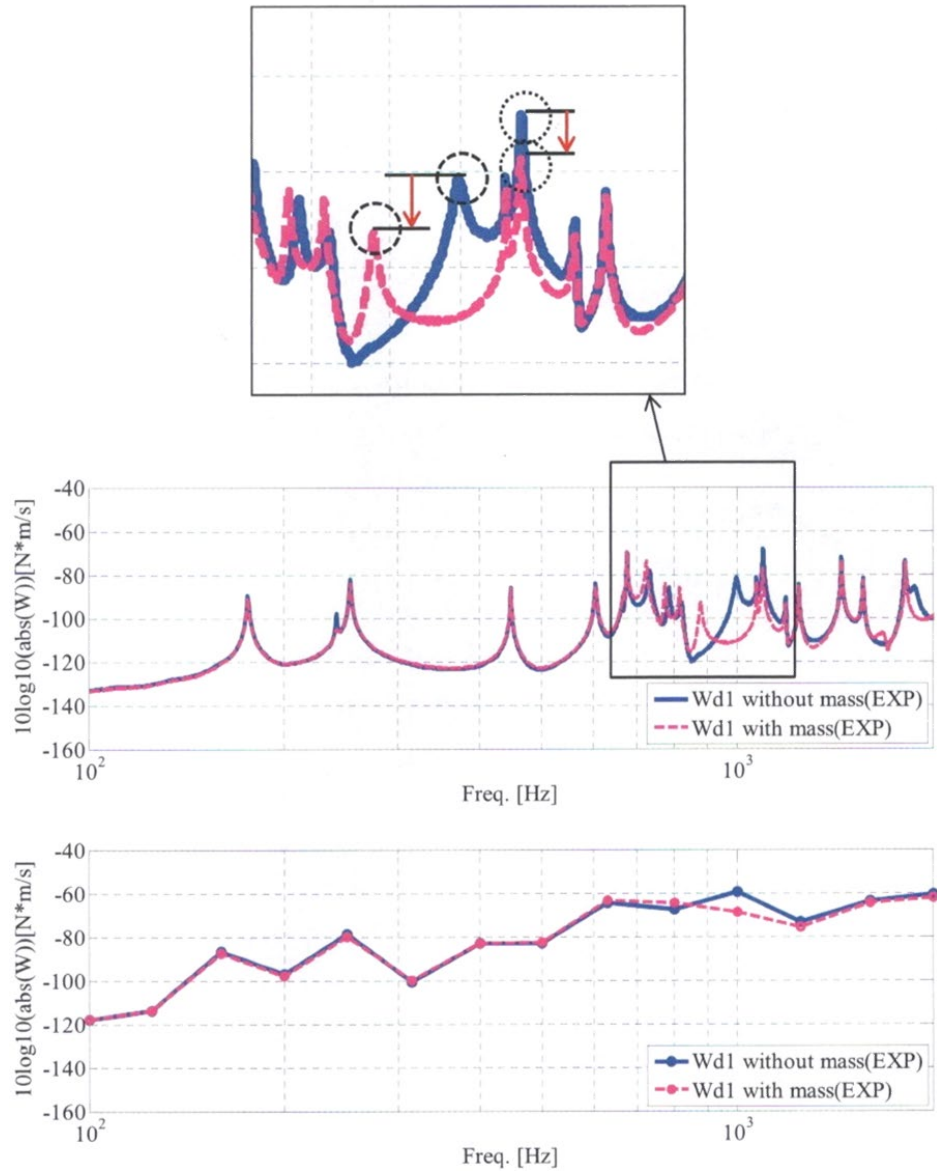 -40
-60
-80
-100
-120
-140
-160
10log10(abs(W))[N*m/s]
Wd1 without mass(EXP)
Wd1 with mass(EXP)
10^2
10^3
Freq. [Hz]
-40
-60
-80
-100
-120
-140
-160
10log10(abs(W))[N*m/s]
Wd1 without mass(EXP)
Wd1 with mass(EXP)
10^2
10^3
Freq. [Hz]